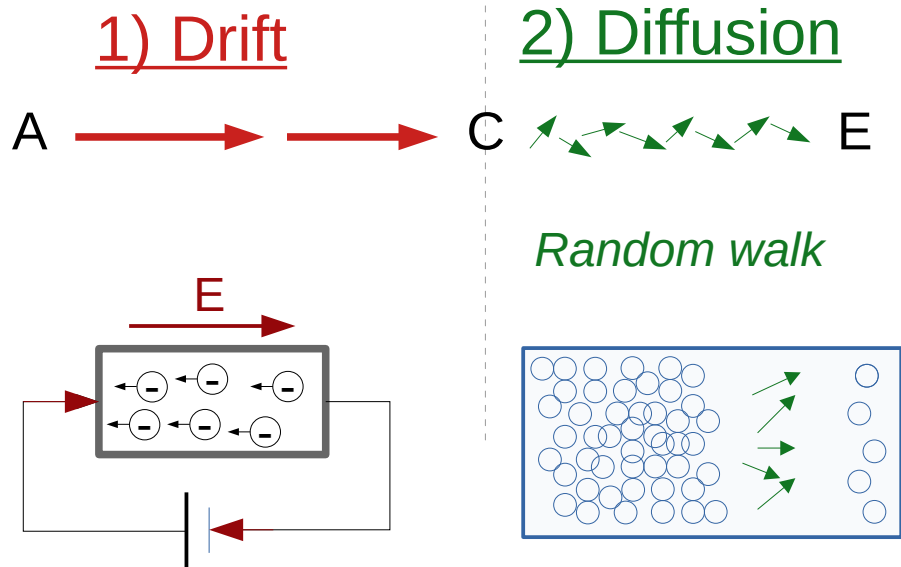 1) Drift
2) Diffusion
A
C
E
Random walk
E
-
-
-
-
-
-